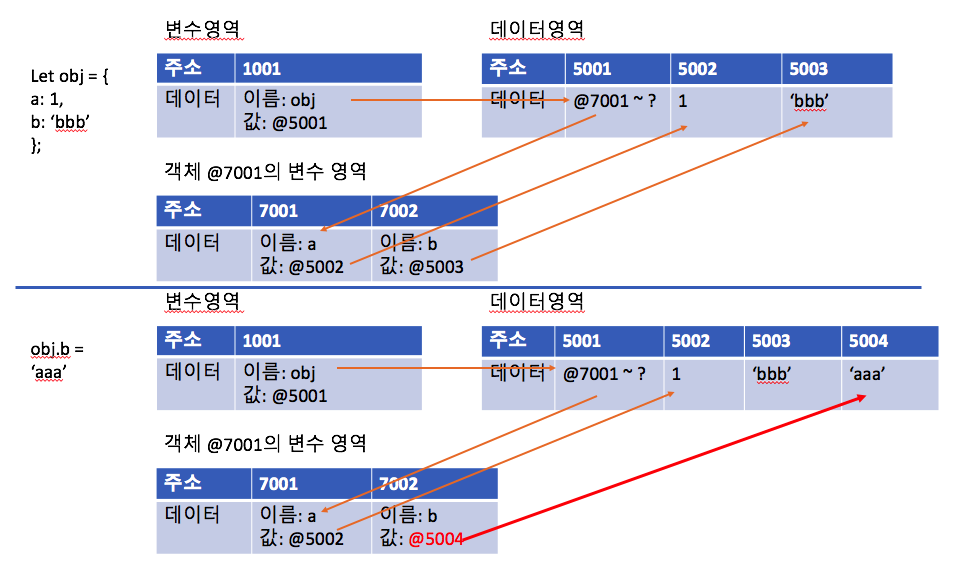 변수영역
데이터영역
Let obj = {
a: 1,
b: ‘bbb’
};
주소 1001
데이터 이름: obj
값: @5001
주소 5001 5002 5003
데이터 @7001 ~ ? 1 ‘bbb’
객체 @7001의 변수 영역
주소 7001 7002
데이터 이름: a 이름: b
값: @5002 값: @5003
변수영역
데이터영역
obj.b =
‘aaa’
주소 1001
데이터 이름: obj
값: @5001
주소 5001 5002 5003 5004
데이터 @7001 ~ ? 1 ‘bbb’ ‘aaa’
객체 @7001의 변수 영역
주소 7001 7002
데이터 이름: a 이름: b
값: @5002 값: @5004